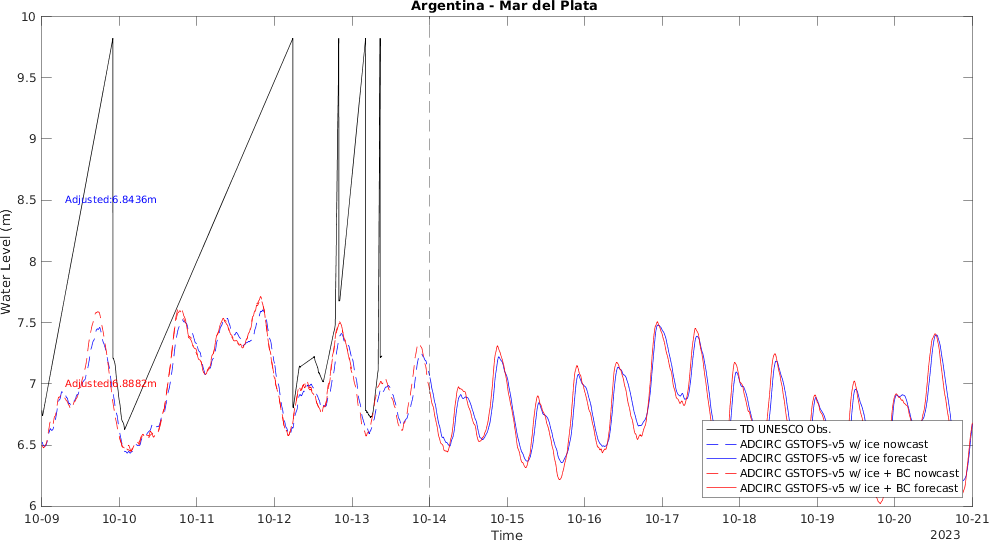 Argentina - Mar del Plata
10
9.5
9
8.5
8
7.5
7
6.5
6
Water Level (m)
Adjusted:6.8436m
Adjusted:6.8882m
TD UNESCO Obs.
ADCIRC GSTOFS-v5 w/ ice nowcast
ADCIRC GSTOFS-v5 w/ ice forecast
ADCIRC GSTOFS-v5 w/ ice + BC nowcast
ADCIRC GSTOFS-v5 w/ ice + BC forecast
10-09 10-10 10-11 10-12 10-13 10-14 10-15 10-16 10-17 10-18 10-19 10-20 10-21
Time
2023